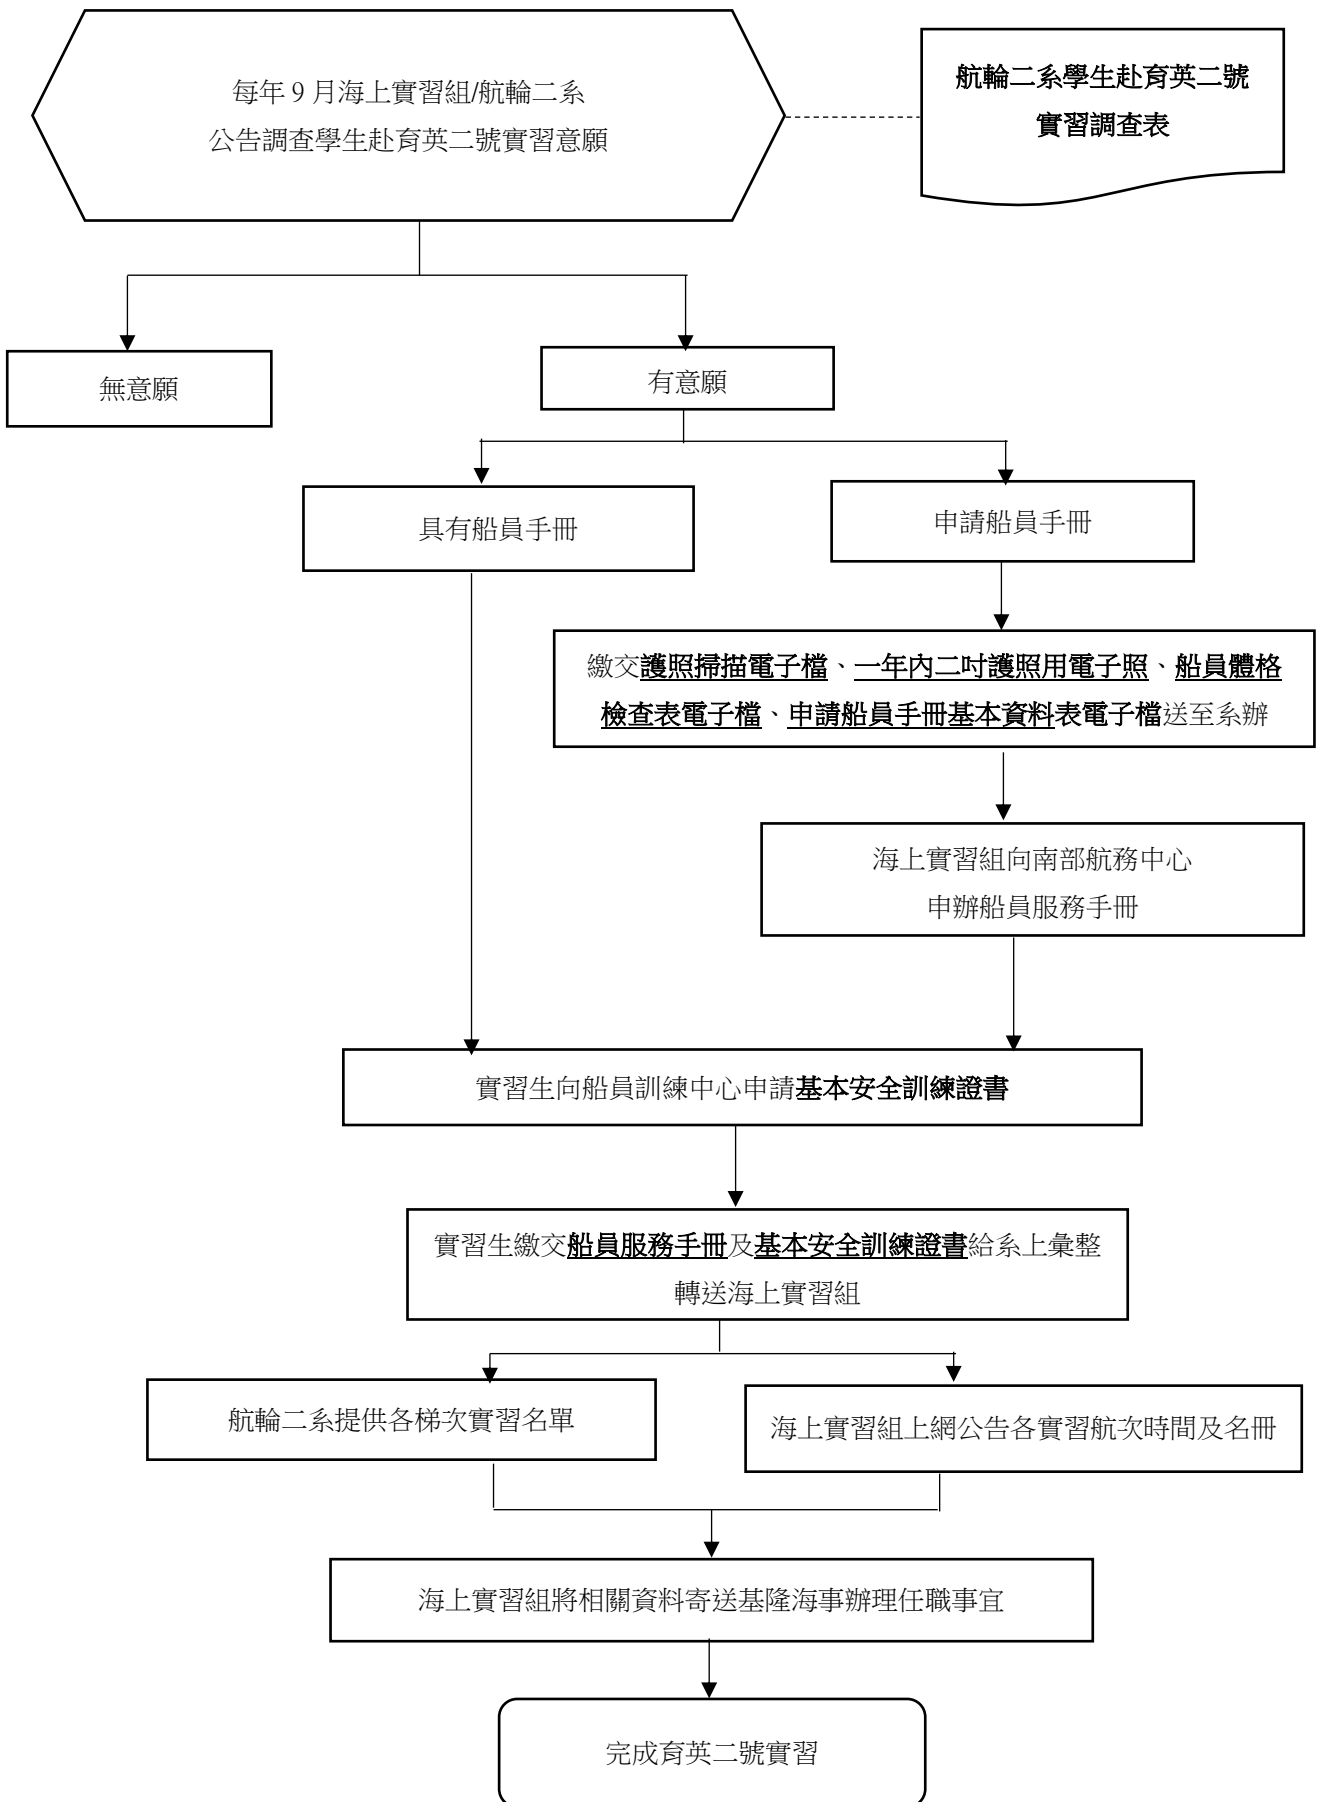 每年 9 月海上實習組/航輪二系
公告調查學生赴育英二號實習意願
航輪二系學生赴育英二號
實習調查表
無意願
有意願
具有船員手冊
申請船員手冊
繳交護照掃描電子檔、一年內二吋護照用電子照、船員體格
檢查表電子檔、申請船員手冊基本資料表電子檔送至系辦
海上實習組向南部航務中心
申辦船員服務手冊
實習生向船員訓練中心申請基本安全訓練證書
實習生繳交船員服務手冊及基本安全訓練證書給系上彙整
轉送海上實習組
航輪二系提供各梯次實習名單
海上實習組上網公告各實習航次時間及名冊
海上實習組將相關資料寄送基隆海事辦理任職事宜
完成育英二號實習